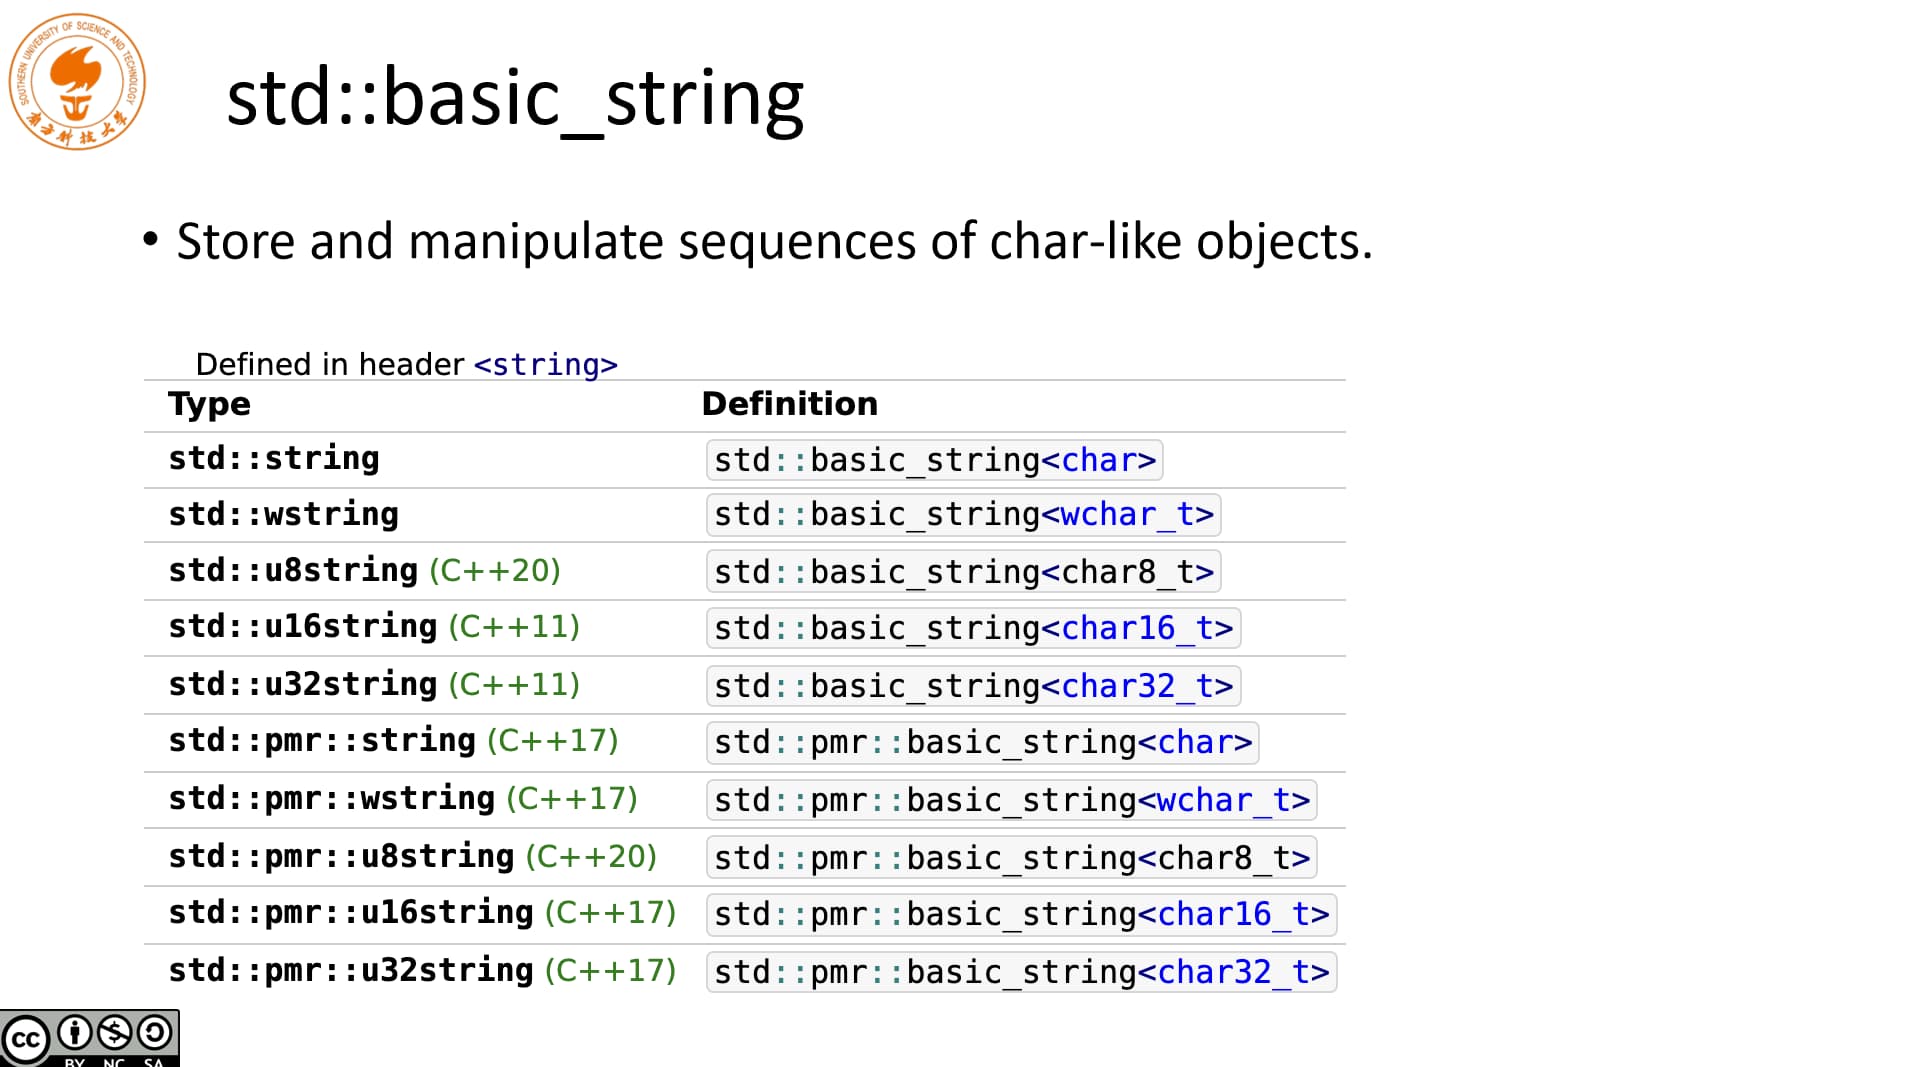 SOUTHERN UNIVERSITY OF SCIENCE AND TECHNOLOGY
南方科技大学
std::basic_string
• Store and manipulate sequences of char-like objects.
Defined in header <string>
Type Definition
std::string std::basic_string<char>
std::wstring std::basic_string<wchar_t>
std::u8string (C++20) std::basic_string<char8_t>
std::u16string (C++11) std::basic_string<char16_t>
std::u32string (C++11) std::basic_string<char32_t>
std::pmr::string (C++17) std::pmr::basic_string<char>
std::pmr::wstring (C++17) std::pmr::basic_string<wchar_t>
std::pmr::u8string (C++20) std::pmr::basic_string<char8_t>
std::pmr::u16string (C++17) std::pmr::basic_string<char16_t>
std::pmr::u32string (C++17) std::pmr::basic_string<char32_t>
cc
BY NC SA